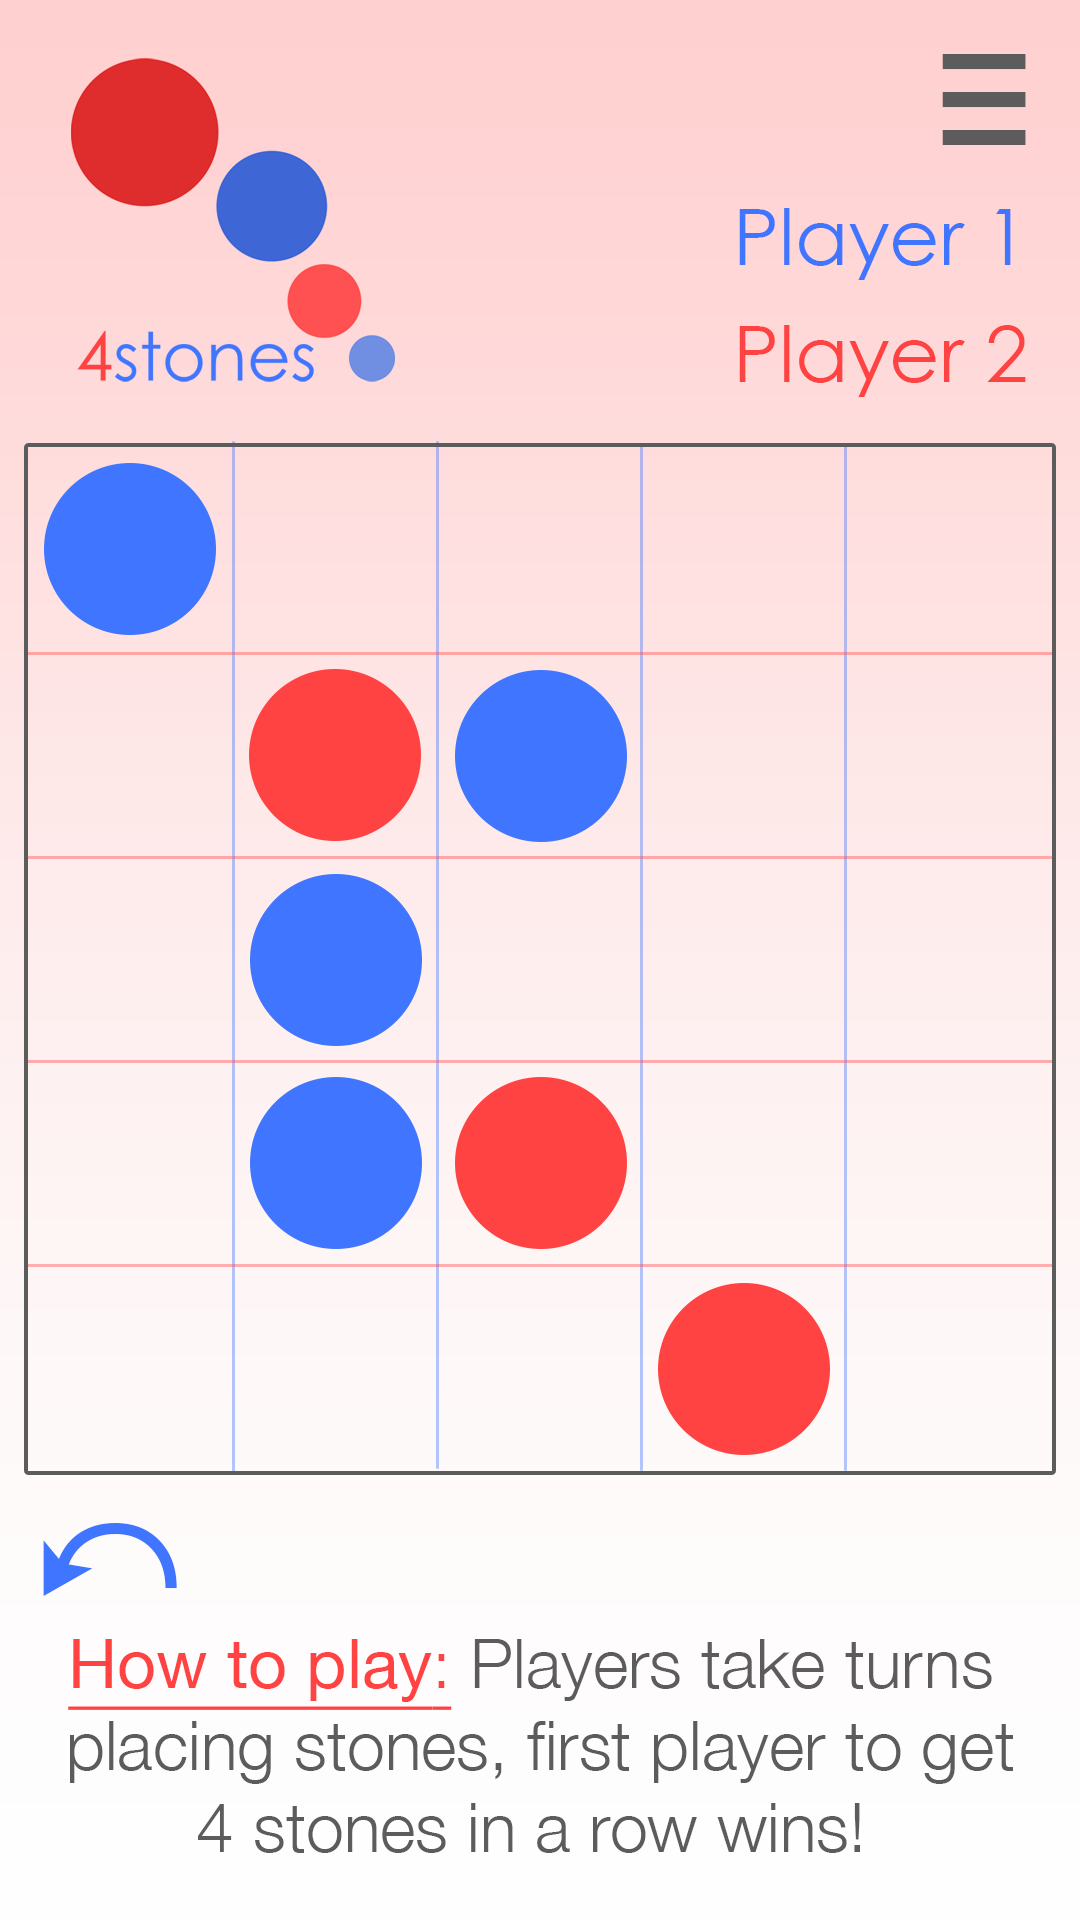 Player 1
4stones
Player 2
How to play: Players take turns
placing stones, first player to get
4 stones in a row wins!